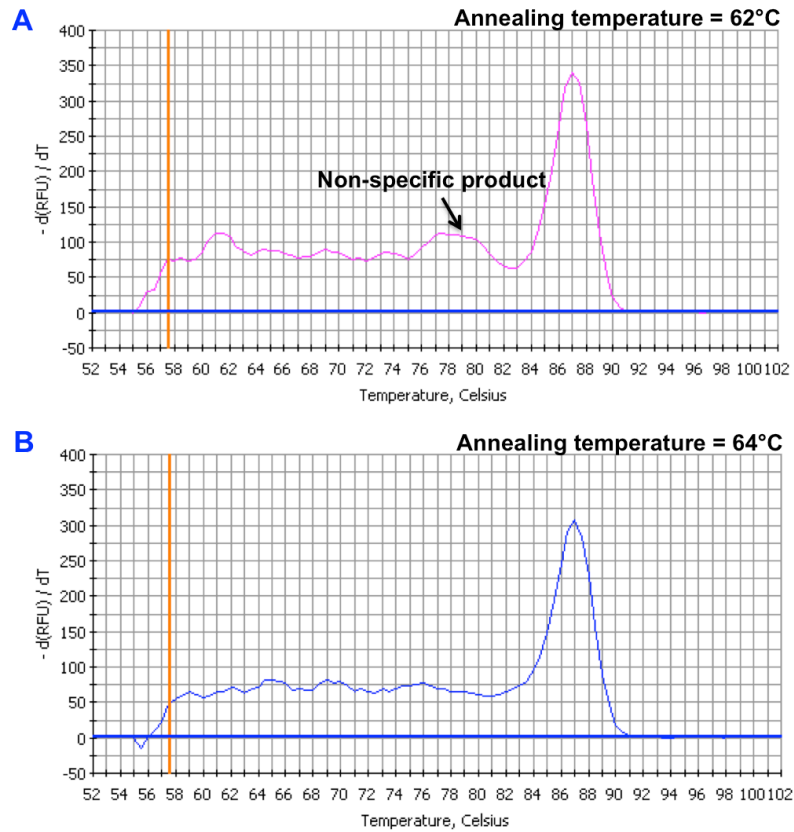 A
Annealing temperature = 62°C
400
350
300
250
200
150
100
50
0
-50
- d(RFU) / dT
Non-specific product
52 54 56 58 60 62 64 66 68 70 72 74 76 78 80 82 84 86 88 90 92 94 96 98 100 102
Temperature, Celsius
B
Annealing temperature = 64°C
400
350
300
250
200
150
100
50
0
-50
- d(RFU) / dT
52 54 56 58 60 62 64 66 68 70 72 74 76 78 80 82 84 86 88 90 92 94 96 98 100 102
Temperature, Celsius